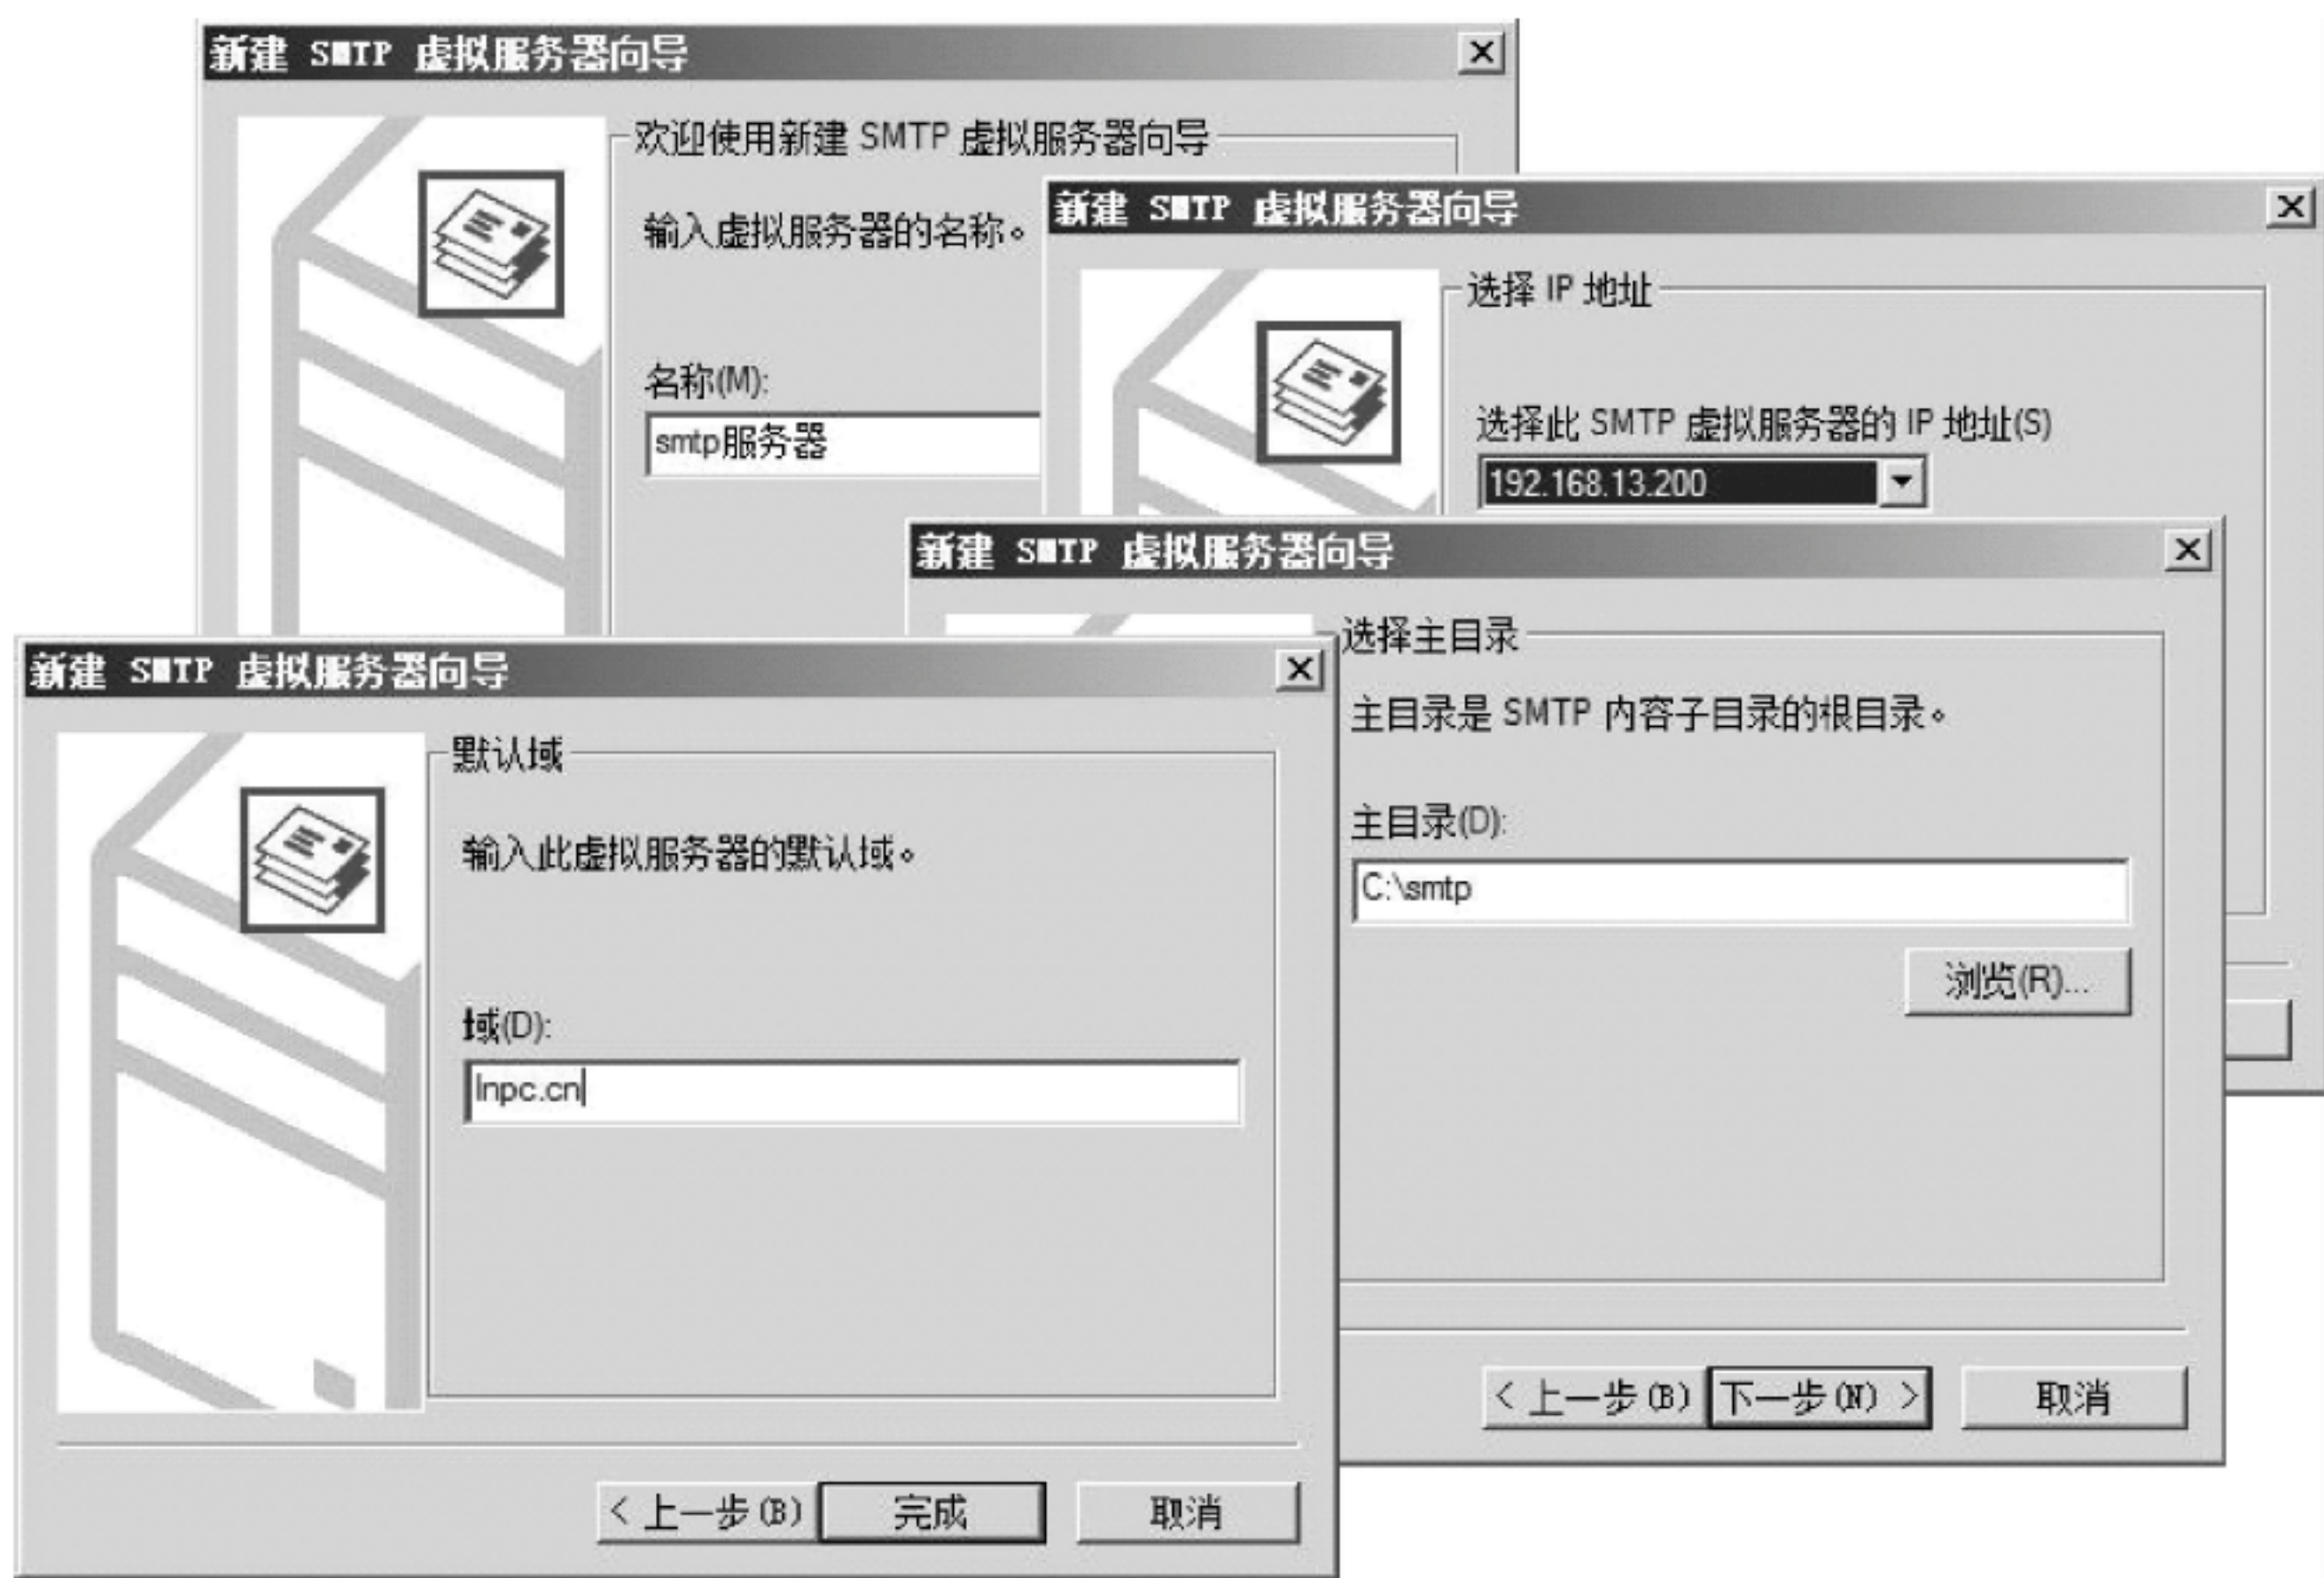 新建 SMTP 虚拟服务器向导
欢迎使用新建 SMTP 虚拟服务器向导
输入虚拟服务器的名称。
名称(M):
smtp服务器
新建 SMTP 虚拟服务器向导
选择 IP 地址
选择此 SMTP 虚拟服务器的 IP 地址(S)
192.168.13.200
新建 SMTP 虚拟服务器向导
选择主目录
主目录是 SMTP 内容子目录的根目录。
主目录(D):
C:\smtp
浏览(R)...
< 上一步(B) 下一步(N) > 取消
新建 SMTP 虚拟服务器向导
默认域
输入此虚拟服务器的默认域。
域(D):
lnpc.cn
< 上一步(B) 完成 取消